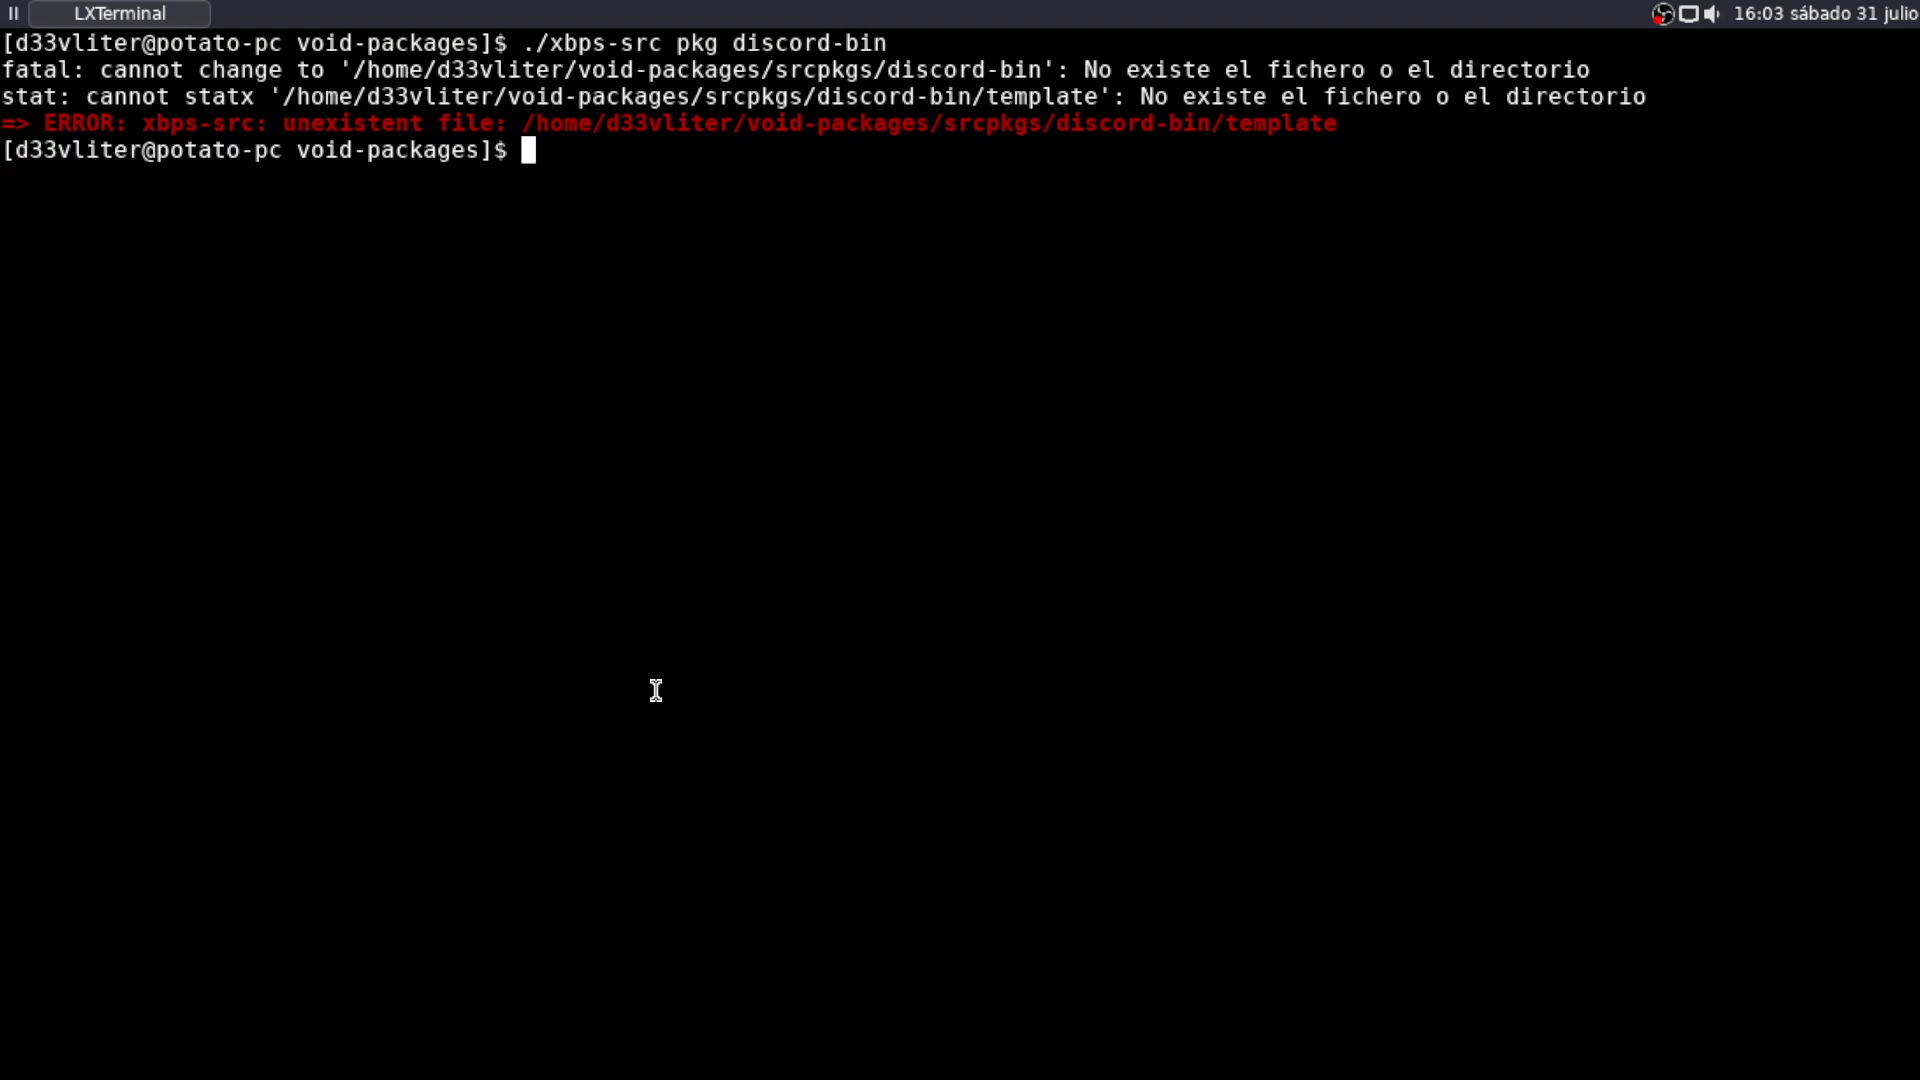 LXTerminal
16:03 sábado 31 julio
[d33vliter@potato-pc void-packages]$ ./xbps-src pkg discord-bin
fatal: cannot change to '/home/d33vliter/void-packages/srcpkgs/discord-bin': No existe el fichero o el directorio
stat: cannot statx '/home/d33vliter/void-packages/srcpkgs/discord-bin/template': No existe el fichero o el directorio
=> ERROR: xbps-src: unexistent file: /home/d33vliter/void-packages/srcpkgs/discord-bin/template
[d33vliter@potato-pc void-packages]$